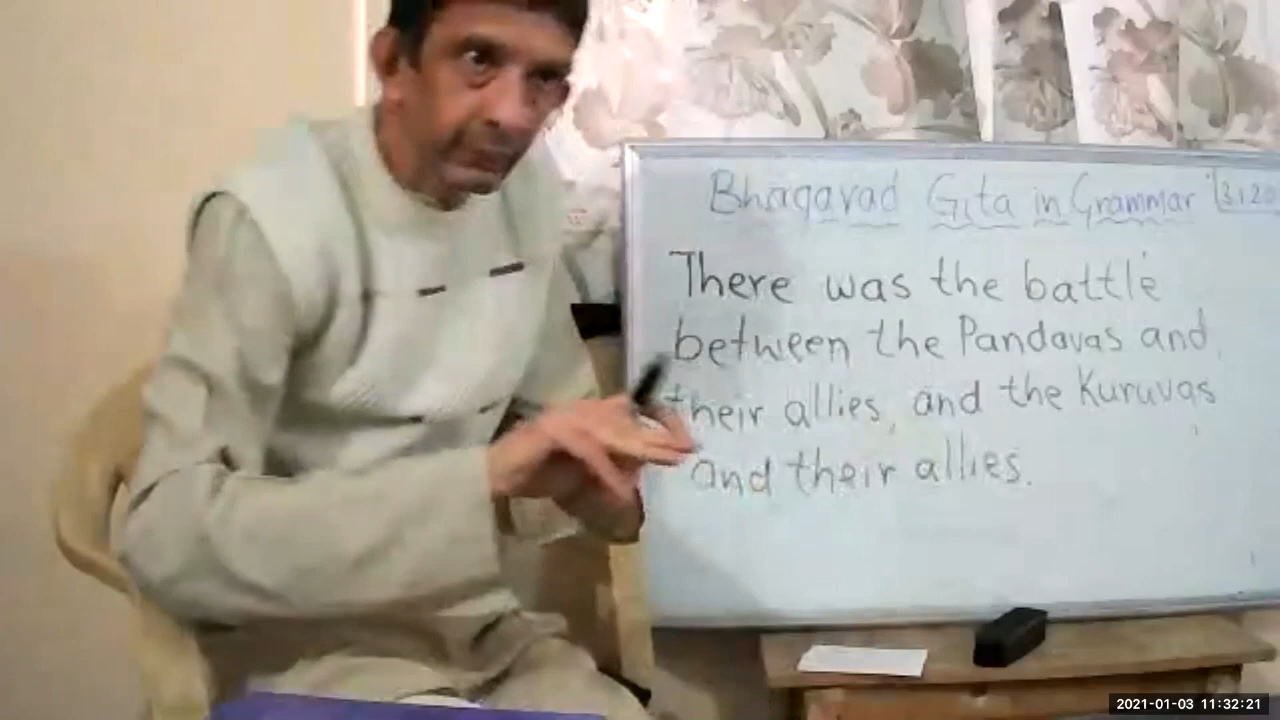 Bhagavad Gita in Grammar 3120
There was the battle
between the Pandavas and
their allies, and the Kuruvas
and their allies.
2021-01-03 11:32:21